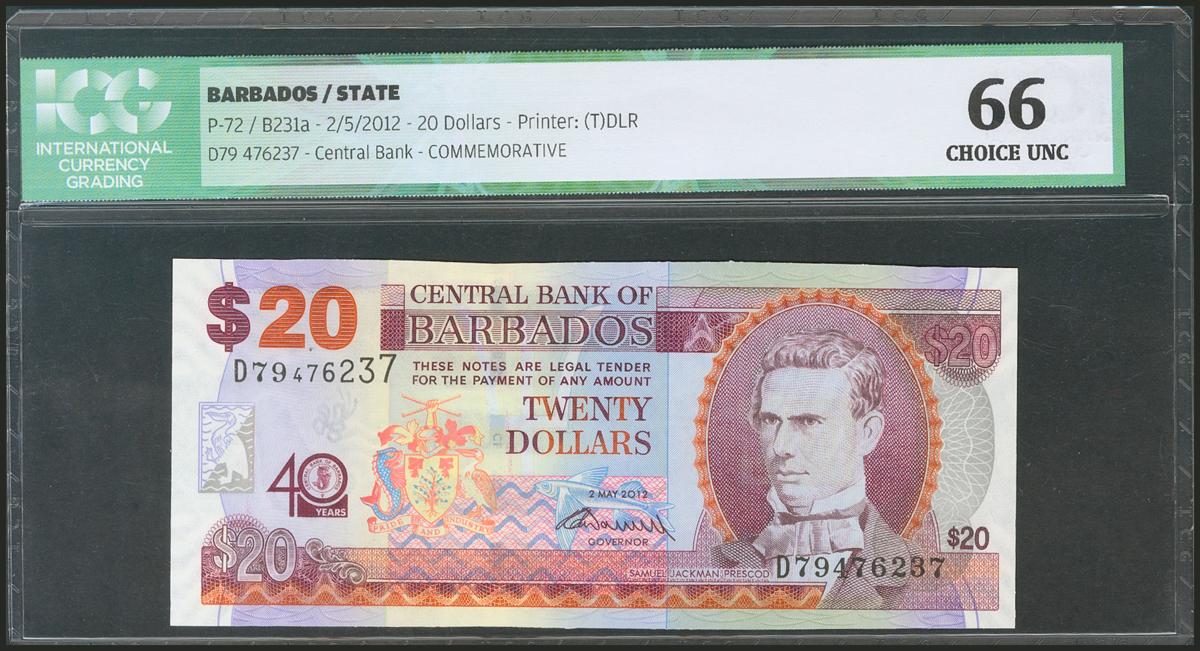 ICG
INTERNATIONAL
CURRENCY
GRADING
BARBADOS / STATE
P-72 / B231a - 2/5/2012 - 20 Dollars - Printer: (T)DLR
D79 476237 - Central Bank - COMMEMORATIVE
66
CHOICE UNC
$20
CENTRAL BANK OF
BARBADOS
$20
D79476237
THESE NOTES ARE LEGAL TENDER
FOR THE PAYMENT OF ANY AMOUNT
TWENTY
DOLLARS
40
YEARS
PRIDE AND INDUSTRY
2 MAY 2012
GOVERNOR
$20
$20
SAMUEL JACKMAN PRESCOD
D79476237